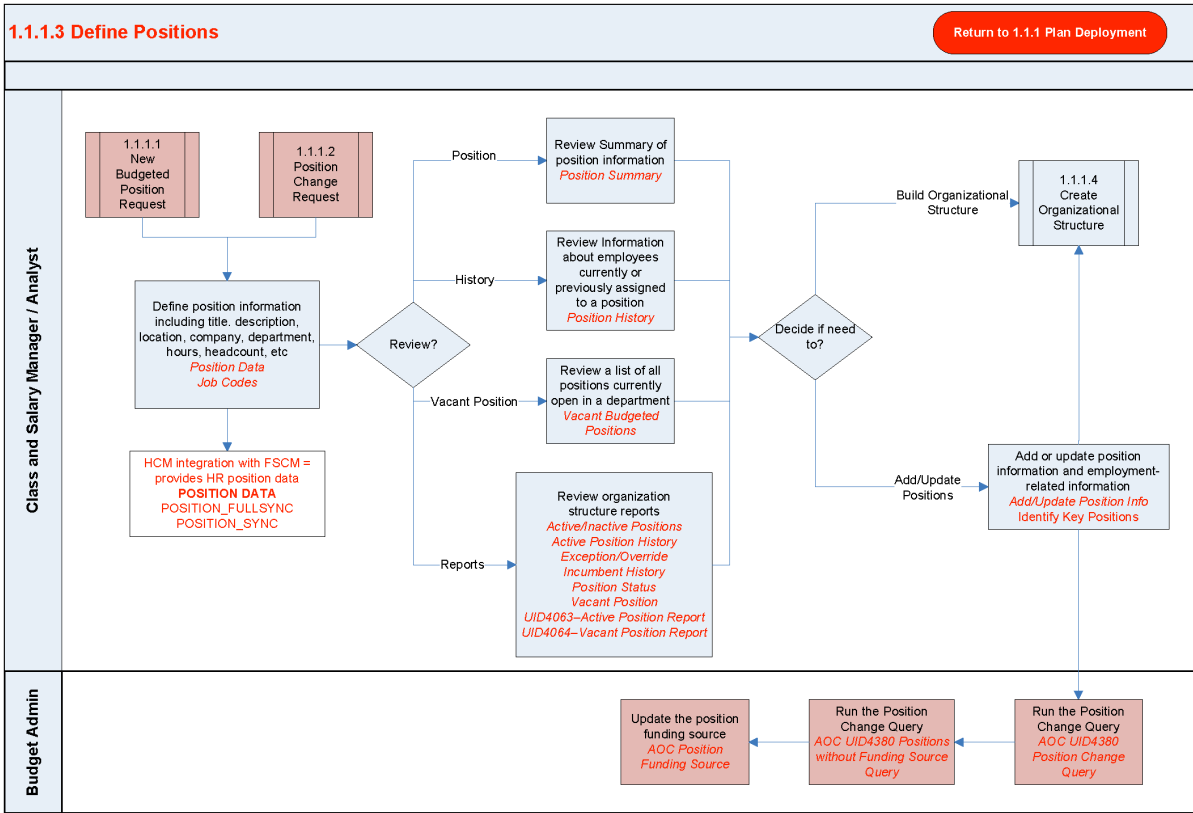 1.1.1.3 Define Positions
Return to 1.1.1 Plan Deployment
Class and Salary Manager / Analyst
1.1.1.1
New
Budgeted
Position
Request
1.1.1.2
Position
Change
Request
Define position information
including title. description,
location, company, department,
hours, headcount, etc
Position Data
Job Codes
HCM integration with FSCM =
provides HR position data
POSITION DATA
POSITION_FULLSYNC
POSITION_SYNC
Review?
Position
History
Vacant Position
Reports
Review Summary of
position information
Position Summary
Review Information
about employees
currently or
previously assigned
to a position
Position History
Review a list of all
positions currently
open in a department
Vacant Budgeted
Positions
Review organization
structure reports
Active/Inactive Positions
Active Position History
Exception/Override
Incumbent History
Position Status
Vacant Position
UID4063–Active Position Report
UID4064–Vacant Position Report
Decide if need
to?
Build Organizational
Structure
Add/Update
Positions
1.1.1.4
Create
Organizational
Structure
Add or update position
information and employment-
related information
Add/Update Position Info
Identify Key Positions
Budget Admin
Update the position
funding source
AOC Position
Funding Source
Run the Position
Change Query
AOC UID4380 Positions
without Funding Source
Query
Run the Position
Change Query
AOC UID4380
Position Change
Query